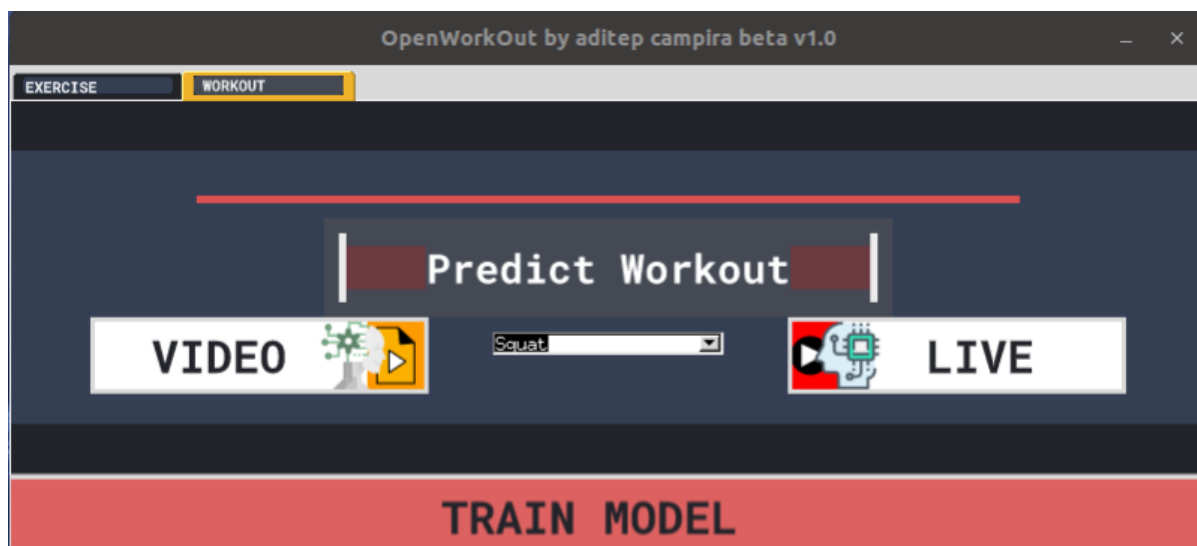 OpenWorkOut by aditep campira beta v1.0
EXERCISE WORKOUT
Predict Workout
VIDEO Squat LIVE
TRAIN MODEL